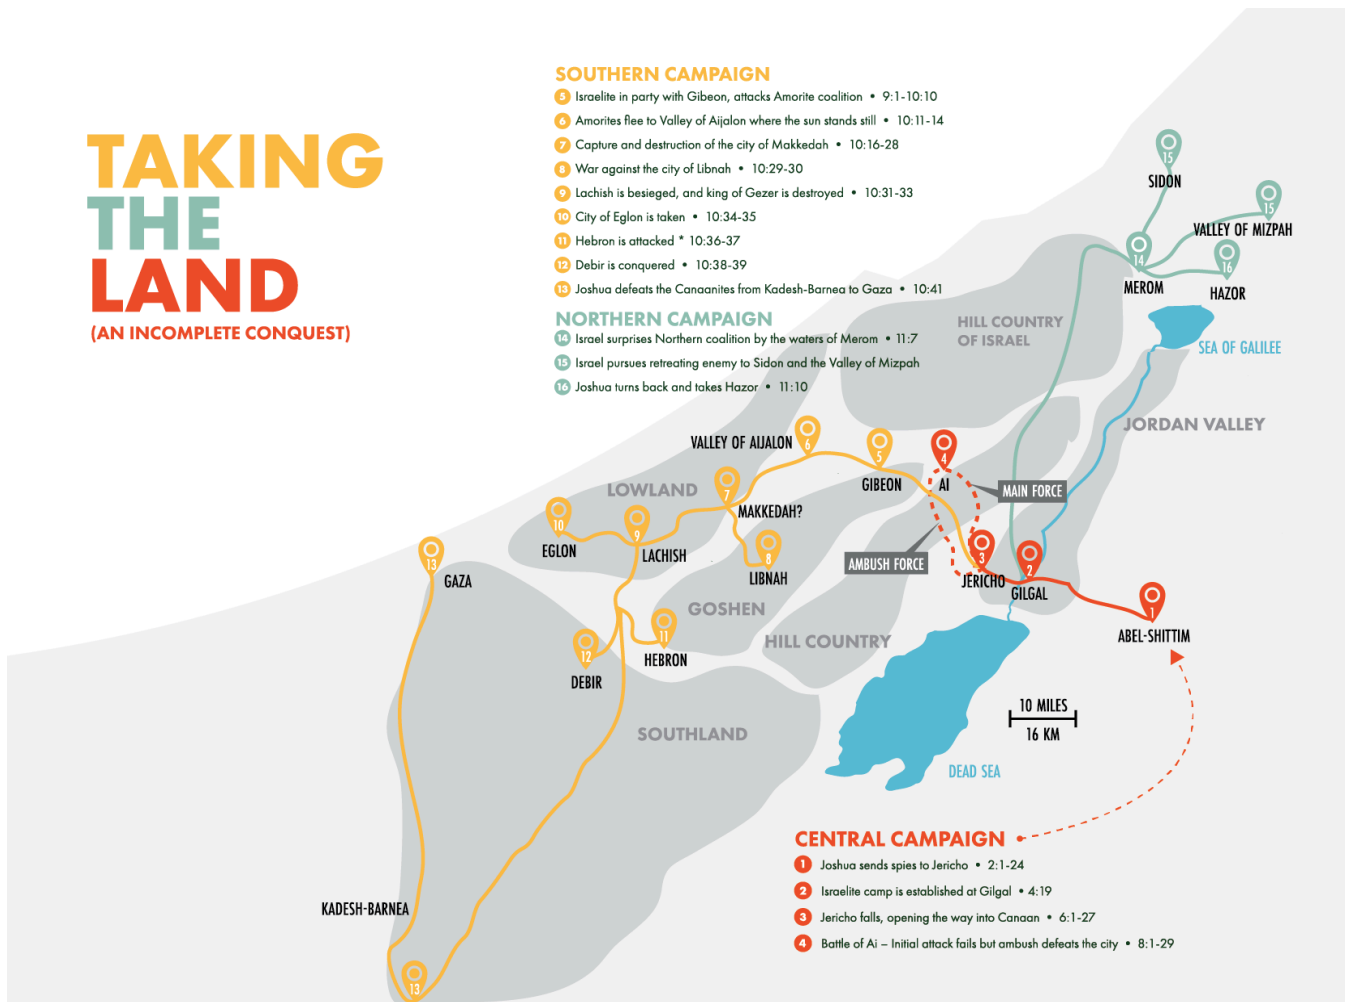 TAKING
THE
LAND
(AN INCOMPLETE CONQUEST)
SOUTHERN CAMPAIGN
5 Israelite in party with Gibeon, attacks Amorite coalition • 9:1-10:10
6 Amorites flee to Valley of Aijalon where the sun stands still • 10:11-14
7 Capture and destruction of the city of Makkedah • 10:16-28
8 War against the city of Libnah • 10:29-30
9 Lachish is besieged, and king of Gezer is destroyed • 10:31-33
10 City of Eglon is taken • 10:34-35
11 Hebron is attacked * 10:36-37
12 Debir is conquered • 10:38-39
13 Joshua defeats the Canaanites from Kadesh-Barnea to Gaza • 10:41
NORTHERN CAMPAIGN
14 Israel surprises Northern coalition by the waters of Merom • 11:7
15 Israel pursues retreating enemy to Sidon and the Valley of Mizpah
16 Joshua turns back and takes Hazor • 11:10
15
SIDON
15
VALLEY OF MIZPAH
14
MEROM
16
HAZOR
HILL COUNTRY
OF ISRAEL
SEA OF GALILEE
JORDAN VALLEY
VALLEY OF AIJALON
6
5
GIBEON
4
AI
MAIN FORCE
LOWLAND
7
MAKKEDAH?
10
EGLON
9
LACHISH
8
LIBNAH
AMBUSH FORCE
3
JERICHO
2
GILGAL
1
ABEL-SHITTIM
13
GAZA
GOSHEN
HILL COUNTRY
11
HEBRON
12
DEBIR
SOUTHLAND
10 MILES
16 KM
DEAD SEA
KADESH-BARNEA
13
CENTRAL CAMPAIGN
1 Joshua sends spies to Jericho • 2:1-24
2 Israelite camp is established at Gilgal • 4:19
3 Jericho falls, opening the way into Canaan • 6:1-27
4 Battle of Ai – Initial attack fails but ambush defeats the city • 8:1-29